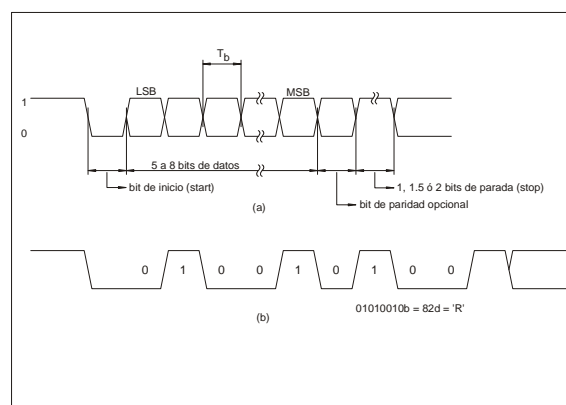 T_b
LSB
MSB
1
0
5 a 8 bits de datos
bit de inicio (start)
1, 1.5 ó 2 bits de parada (stop)
bit de paridad opcional
(a)
0 1 0 0 1 0 1 0 0
01010010b = 82d = 'R'
(b)